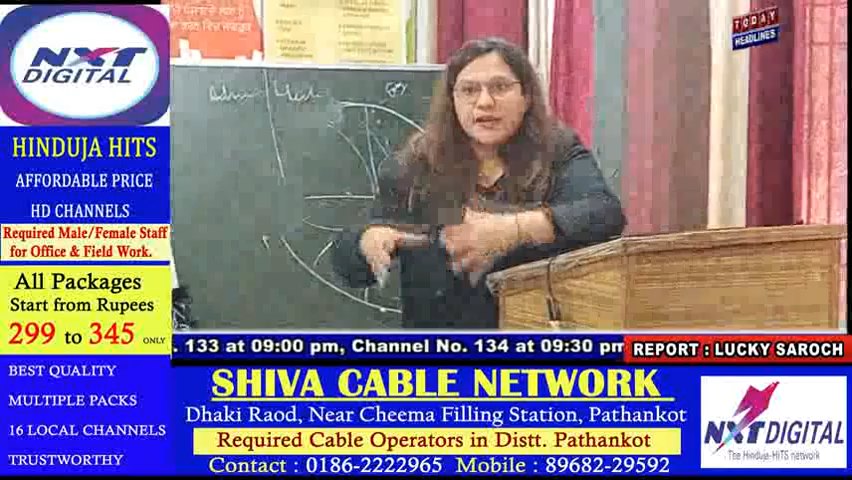 NXT
DIGITAL
HINDUJA HITS
AFFORDABLE PRICE
HD CHANNELS
Required Male/Female Staff
for Office & Field Work.
All Packages
Start from Rupees
299 to 345 ONLY
BEST QUALITY
MULTIPLE PACKS
16 LOCAL CHANNELS
TRUSTWORTHY
TODAY
HEADLINES
. 133 at 09:00 pm, Channel No. 134 at 09:30 pm
REPORT : LUCKY SAROCH
SHIVA CABLE NETWORK
Dhaki Raod, Near Cheema Filling Station, Pathankot
Required Cable Operators in Distt. Pathankot
Contact : 0186-2222965 Mobile : 89682-29592
NXT DIGITAL
The Hinduja-HITS network